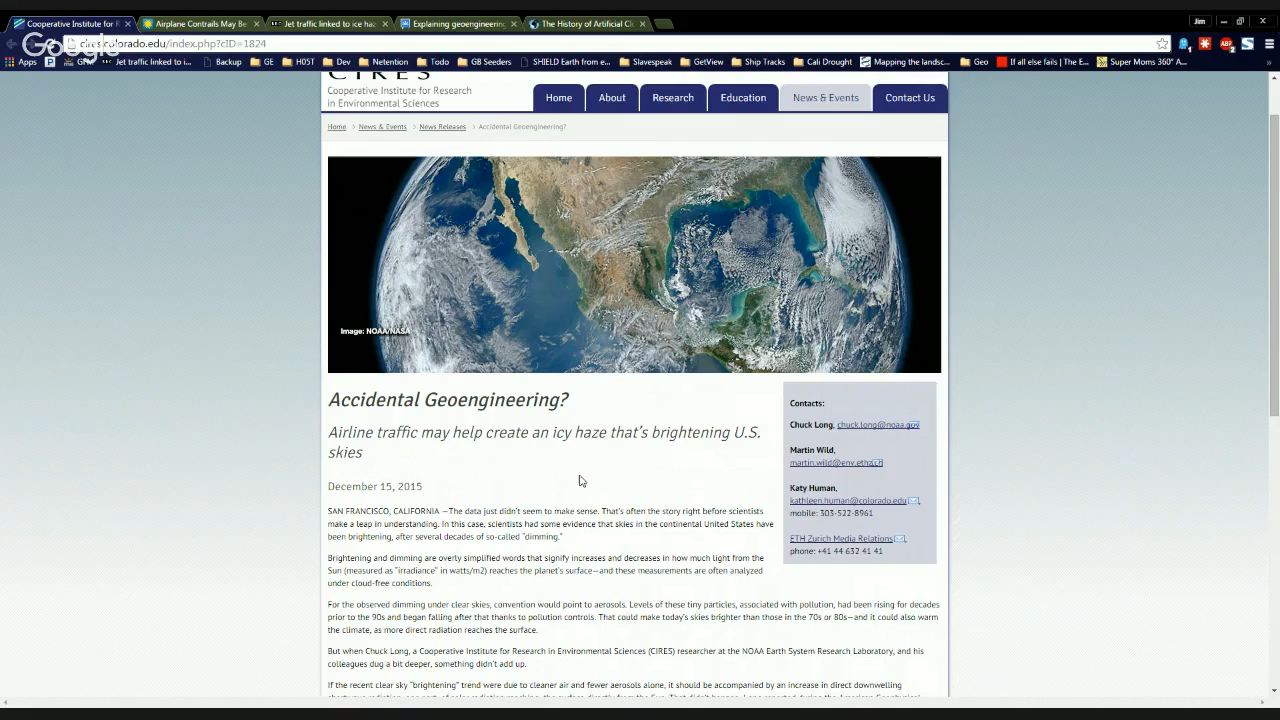 Cooperative Institute for R
Airplane Contrails May Be
Jet traffic linked to ice haz
Explaining geoengineering
The History of Artificial Cl
Jim
cires.colorado.edu/index.php?cID=1824
Google
Apps
Jet traffic linked to i...
Backup
GE
H05T
Dev
Netention
Todo
GB Seeders
SHIELD Earth from e...
Slavespeak
GetView
Ship Tracks
Cali Drought
Mapping the landsc...
Geo
If all else fails | The E...
Super Moms 360° A...
CIRES
Cooperative Institute for Research
in Environmental Sciences
Home
About
Research
Education
News & Events
Contact Us
Home > News & Events > News Releases > Accidental Geoengineering?
Image: NOAA/NASA
Accidental Geoengineering?
Airline traffic may help create an icy haze that's brightening U.S.
skies
December 15, 2015
SAN FRANCISCO, CALIFORNIA —The data just didn't seem to make sense. That's often the story right before scientists
make a leap in understanding. In this case, scientists had some evidence that skies in the continental United States have
been brightening, after several decades of so-called "dimming."
Brightening and dimming are overly simplified words that signify increases and decreases in how much light from the
Sun (measured as "irradiance" in watts/m2) reaches the planet's surface—and these measurements are often analyzed
under cloud-free conditions.
For the observed dimming under clear skies, convention would point to aerosols. Levels of these tiny particles, associated with pollution, had been rising for decades
prior to the 90s and began falling after that thanks to pollution controls. That could make today's skies brighter than those in the 70s or 80s—and it could also warm
the climate, as more direct radiation reaches the surface.
But when Chuck Long, a Cooperative Institute for Research in Environmental Sciences (CIRES) researcher at the NOAA Earth System Research Laboratory, and his
colleagues dug a bit deeper, something didn't add up.
If the recent clear sky "brightening" trend were due to cleaner air and fewer aerosols alone, it should be accompanied by an increase in direct downwelling
Contacts:
Chuck Long, chuck.long@noaa.gov
Martin Wild,
martin.wild@env.ethz.ch
Katy Human,
kathleen.human@colorado.edu,
mobile: 303-522-8961
ETH Zurich Media Relations,
phone: +41 44 632 41 41